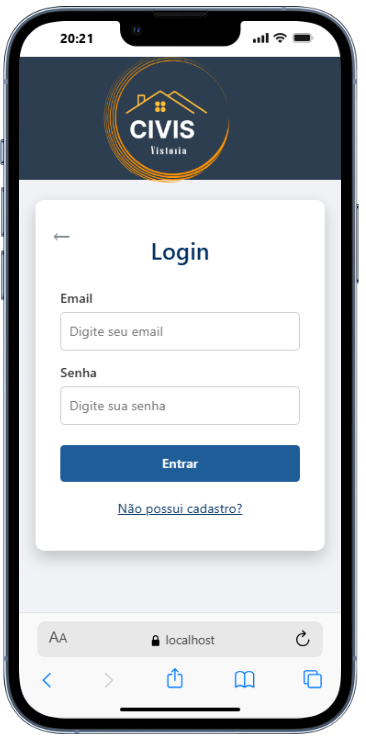 20:21
CIVIS
Vistoria
←
Login
Email
Digite seu email
Senha
Digite sua senha
Entrar
Não possui cadastro?
AA
localhost